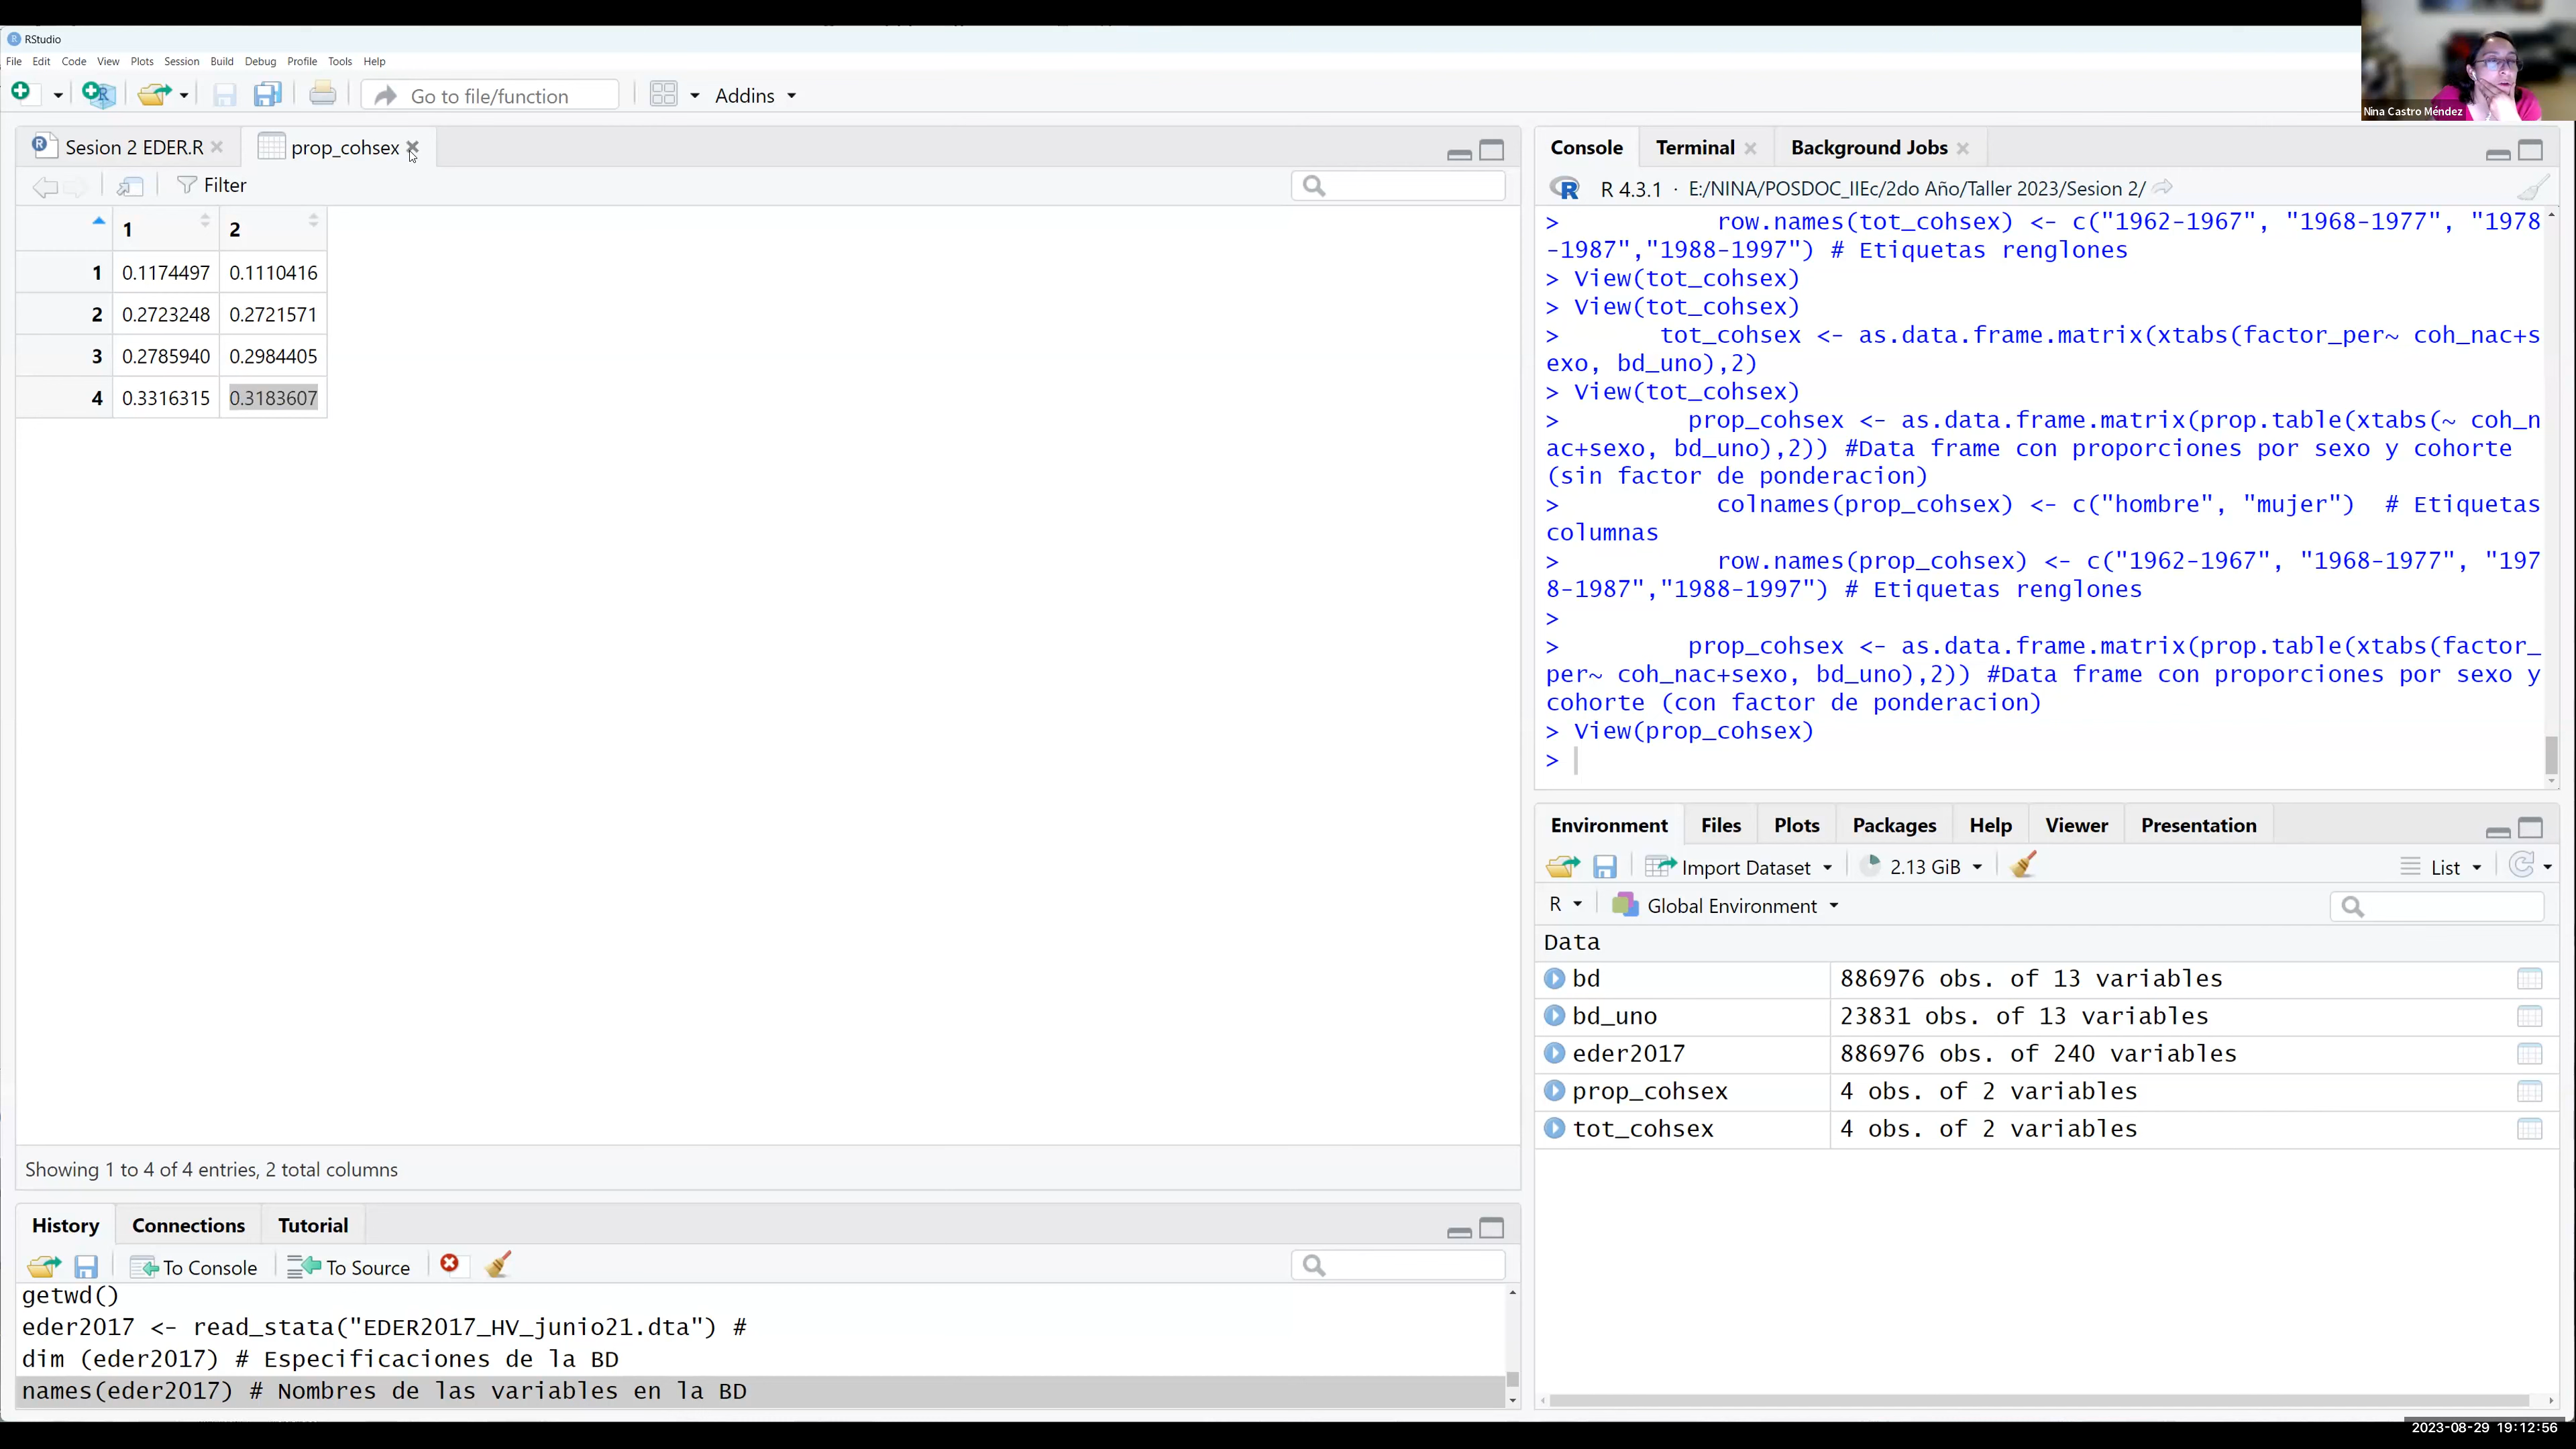 RStudio
File Edit Code View Plots Session Build Debug Profile Tools Help
Go to file/function
Addins
Nina Castro Méndez
Sesion 2 EDER.R
prop_cohsex
Filter
1 2
1 0.1174497 0.1110416
2 0.2723248 0.2721571
3 0.2785940 0.2984405
4 0.3316315 0.3183607
Showing 1 to 4 of 4 entries, 2 total columns
History Connections Tutorial
To Console To Source
getwd()
eder2017 <- read_stata("EDER2017_HV_junio21.dta") #
dim (eder2017) # Especificaciones de la BD
names(eder2017) # Nombres de las variables en la BD
Console Terminal Background Jobs
R 4.3.1 · E:/NINA/POSDOC_IIEc/2do Año/Taller 2023/Sesion 2/
> row.names(tot_cohsex) <- c("1962-1967", "1968-1977", "1978
-1987","1988-1997") # Etiquetas renglones
> View(tot_cohsex)
> View(tot_cohsex)
> tot_cohsex <- as.data.frame.matrix(xtabs(factor_per~ coh_nac+s
exo, bd_uno),2)
> View(tot_cohsex)
> prop_cohsex <- as.data.frame.matrix(prop.table(xtabs(~ coh_n
ac+sexo, bd_uno),2)) #Data frame con proporciones por sexo y cohorte
(sin factor de ponderacion)
> colnames(prop_cohsex) <- c("hombre", "mujer") # Etiquetas
columnas
> row.names(prop_cohsex) <- c("1962-1967", "1968-1977", "197
8-1987","1988-1997") # Etiquetas renglones
>
> prop_cohsex <- as.data.frame.matrix(prop.table(xtabs(factor_
per~ coh_nac+sexo, bd_uno),2)) #Data frame con proporciones por sexo y
cohorte (con factor de ponderacion)
> View(prop_cohsex)
>
Environment Files Plots Packages Help Viewer Presentation
Import Dataset 2.13 GiB List
R Global Environment
Data
bd 886976 obs. of 13 variables
bd_uno 23831 obs. of 13 variables
eder2017 886976 obs. of 240 variables
prop_cohsex 4 obs. of 2 variables
tot_cohsex 4 obs. of 2 variables
2023-08-29 19:12:56